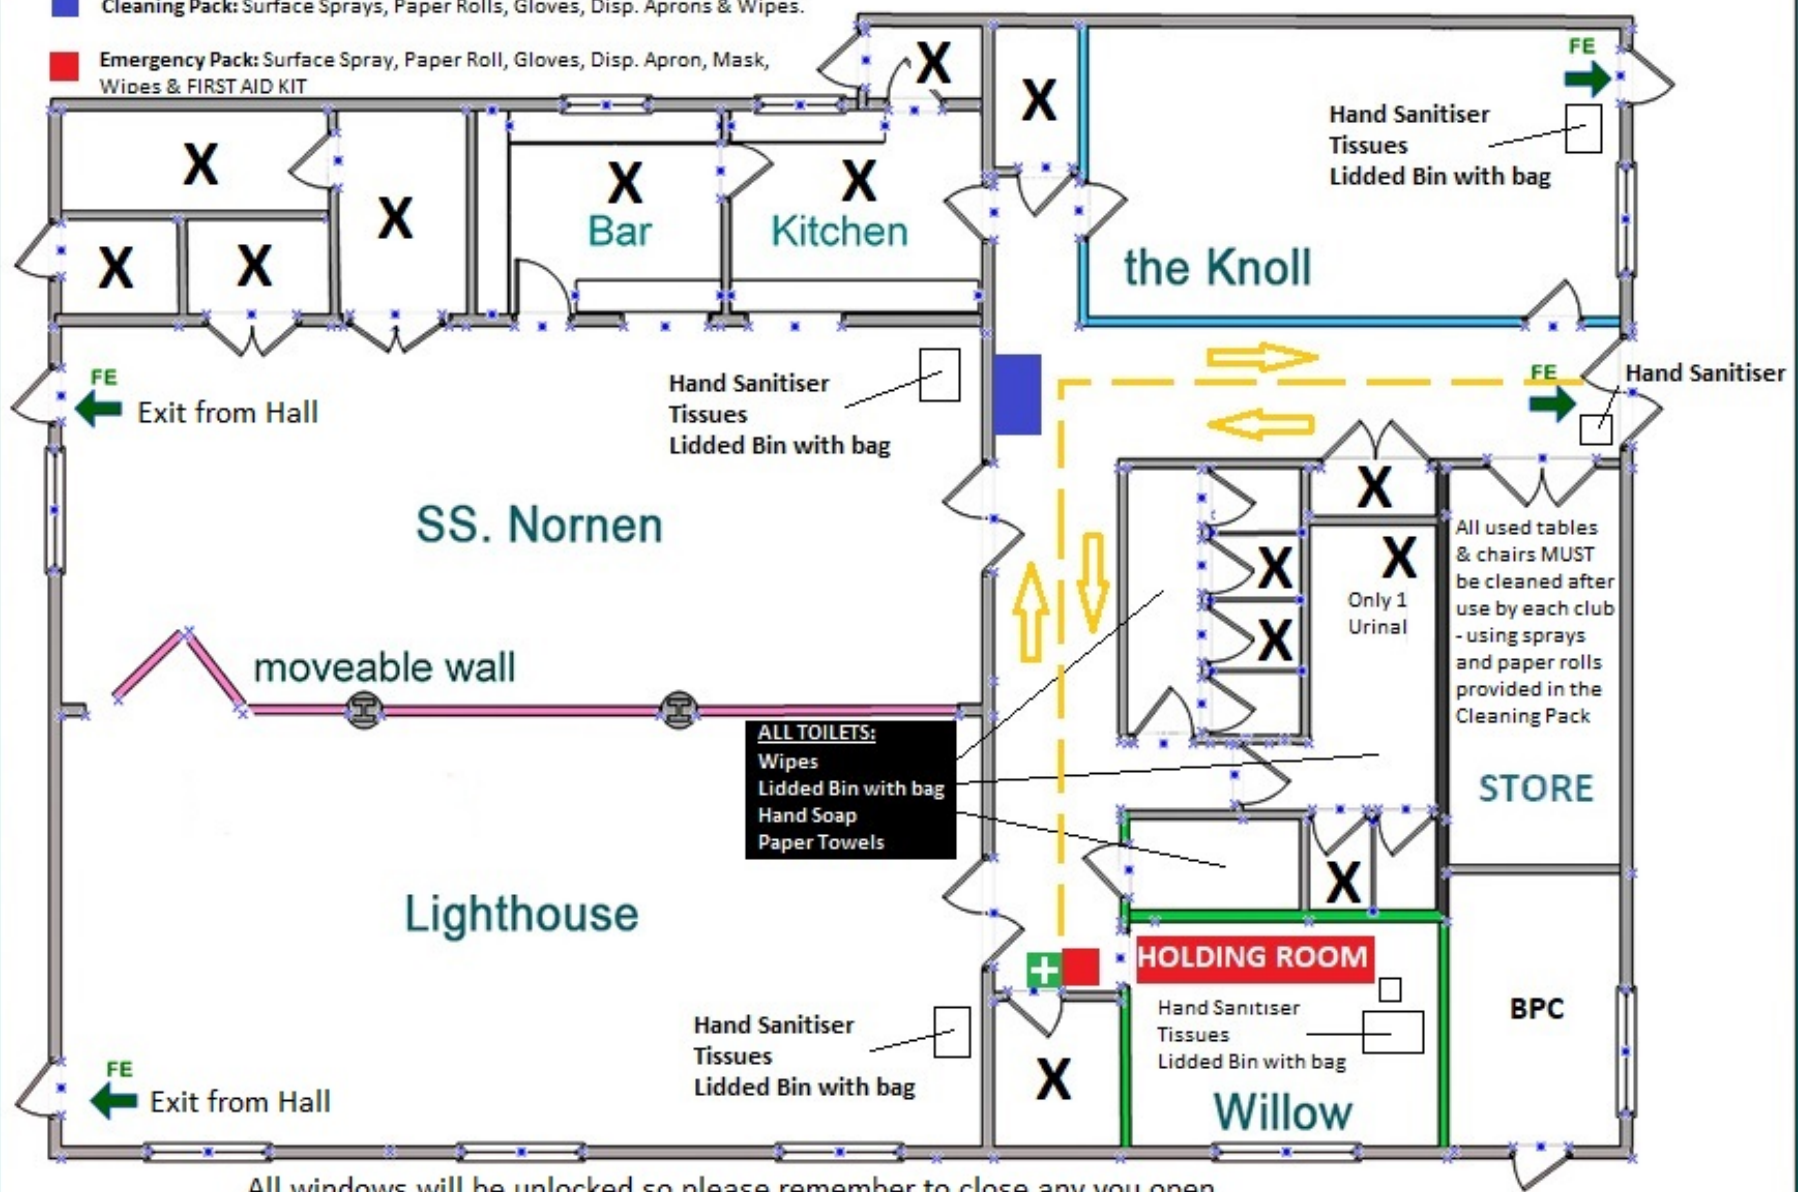 Cleaning Pack: Surface Sprays, Paper Rolls, Gloves, Disp. Aprons & Wipes.
Emergency Pack: Surface Spray, Paper Roll, Gloves, Disp. Apron, Mask,
Wipes & FIRST AID KIT
X
X
FE
Hand Sanitiser
Tissues
Lidded Bin with bag
X
X
X
X
X
Bar
X
Kitchen
the Knoll
FE
Exit from Hall
Hand Sanitiser
Tissues
Lidded Bin with bag
FE
Hand Sanitiser
SS. Nornen
X
X
X
X
Only 1
Urinal
All used tables
& chairs MUST
be cleaned after
use by each club
- using sprays
and paper rolls
provided in the
Cleaning Pack
STORE
moveable wall
ALL TOILETS:
Wipes
Lidded Bin with bag
Hand Soap
Paper Towels
X
Lighthouse
HOLDING ROOM
Hand Sanitiser
Tissues
Lidded Bin with bag
Willow
BPC
Hand Sanitiser
Tissues
Lidded Bin with bag
X
FE
Exit from Hall
All windows will be unlocked so please remember to close any you open